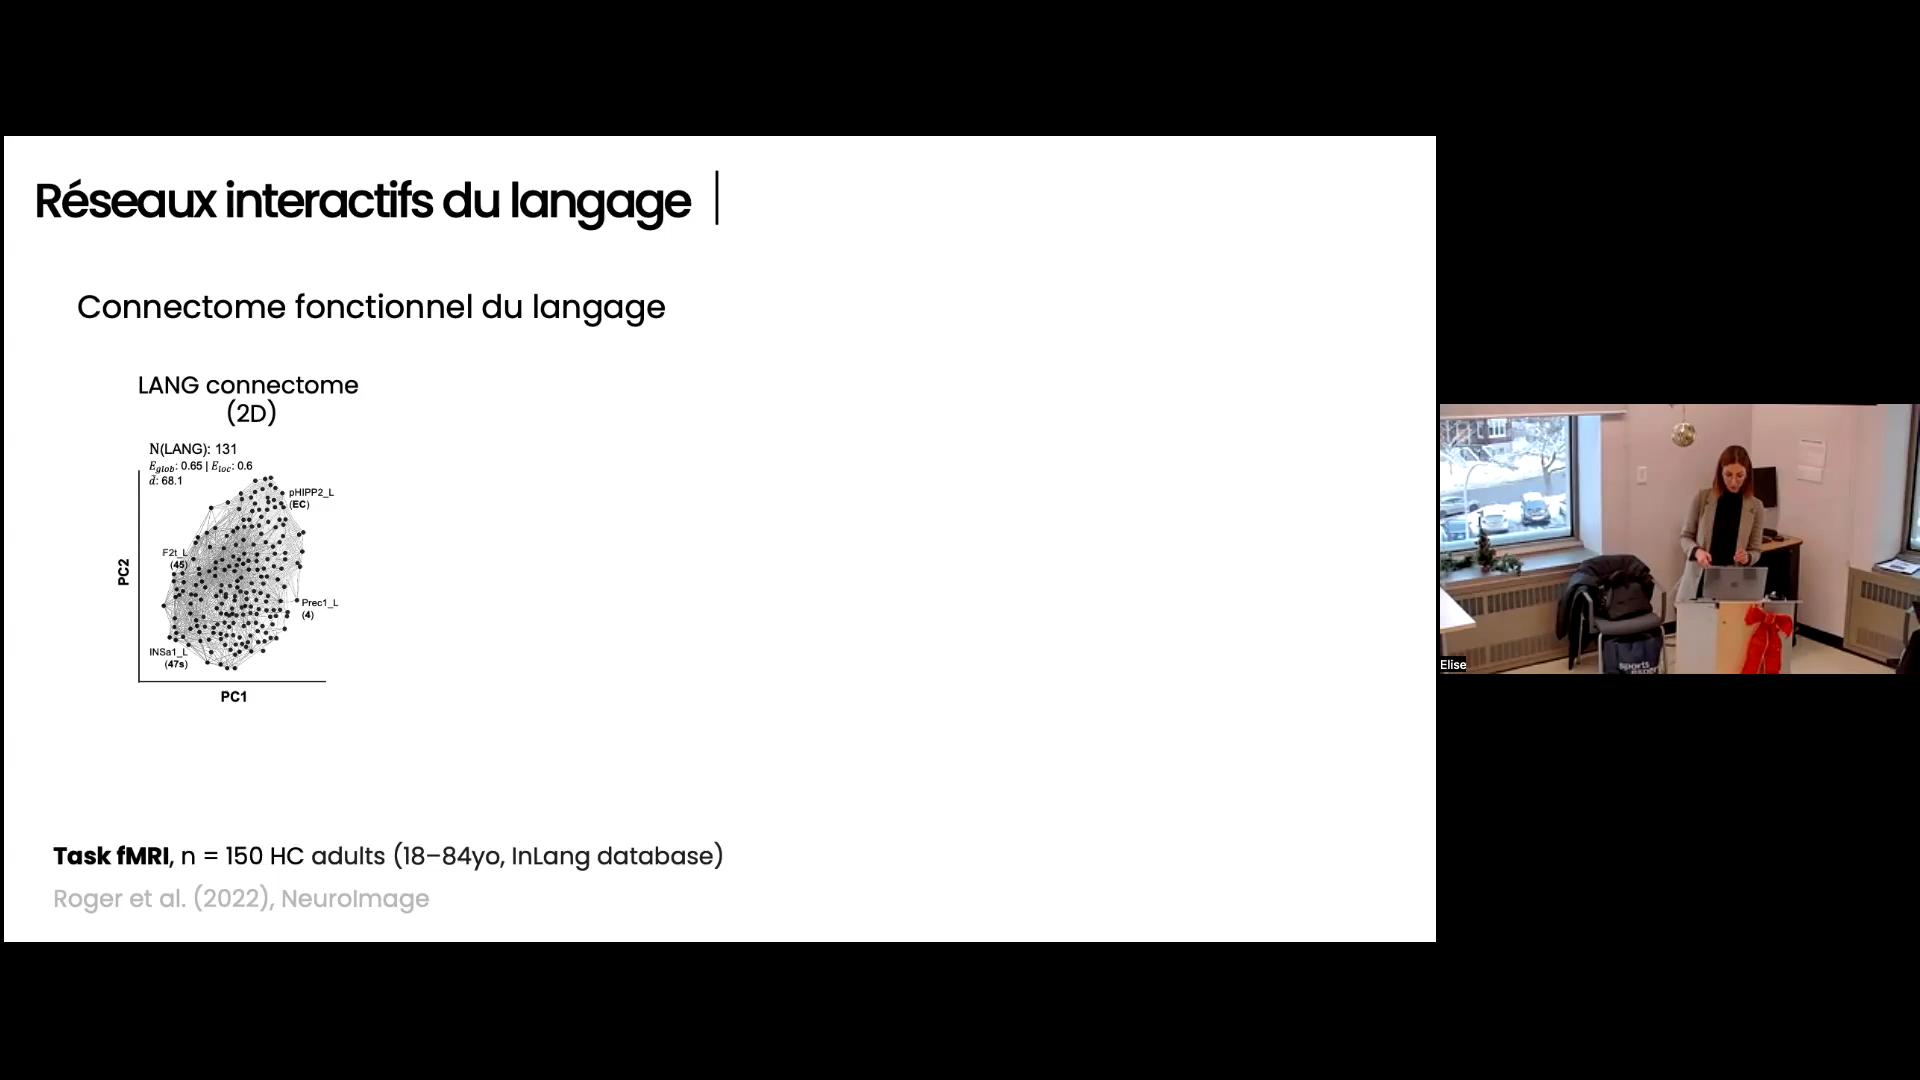 Réseaux interactifs du langage |
Connectome fonctionnel du langage
LANG connectome
(2D)
N(LANG): 131
E_glob: 0.65 | E_loc: 0.6
d̄: 68.1
pHIPP2_L
(EC)
F2t_L
(45)
Prec1_L
(4)
INSa1_L
(47s)
PC2
PC1
Task fMRI, n = 150 HC adults (18–84yo, InLang database)
Roger et al. (2022), NeuroImage
Elise
sports